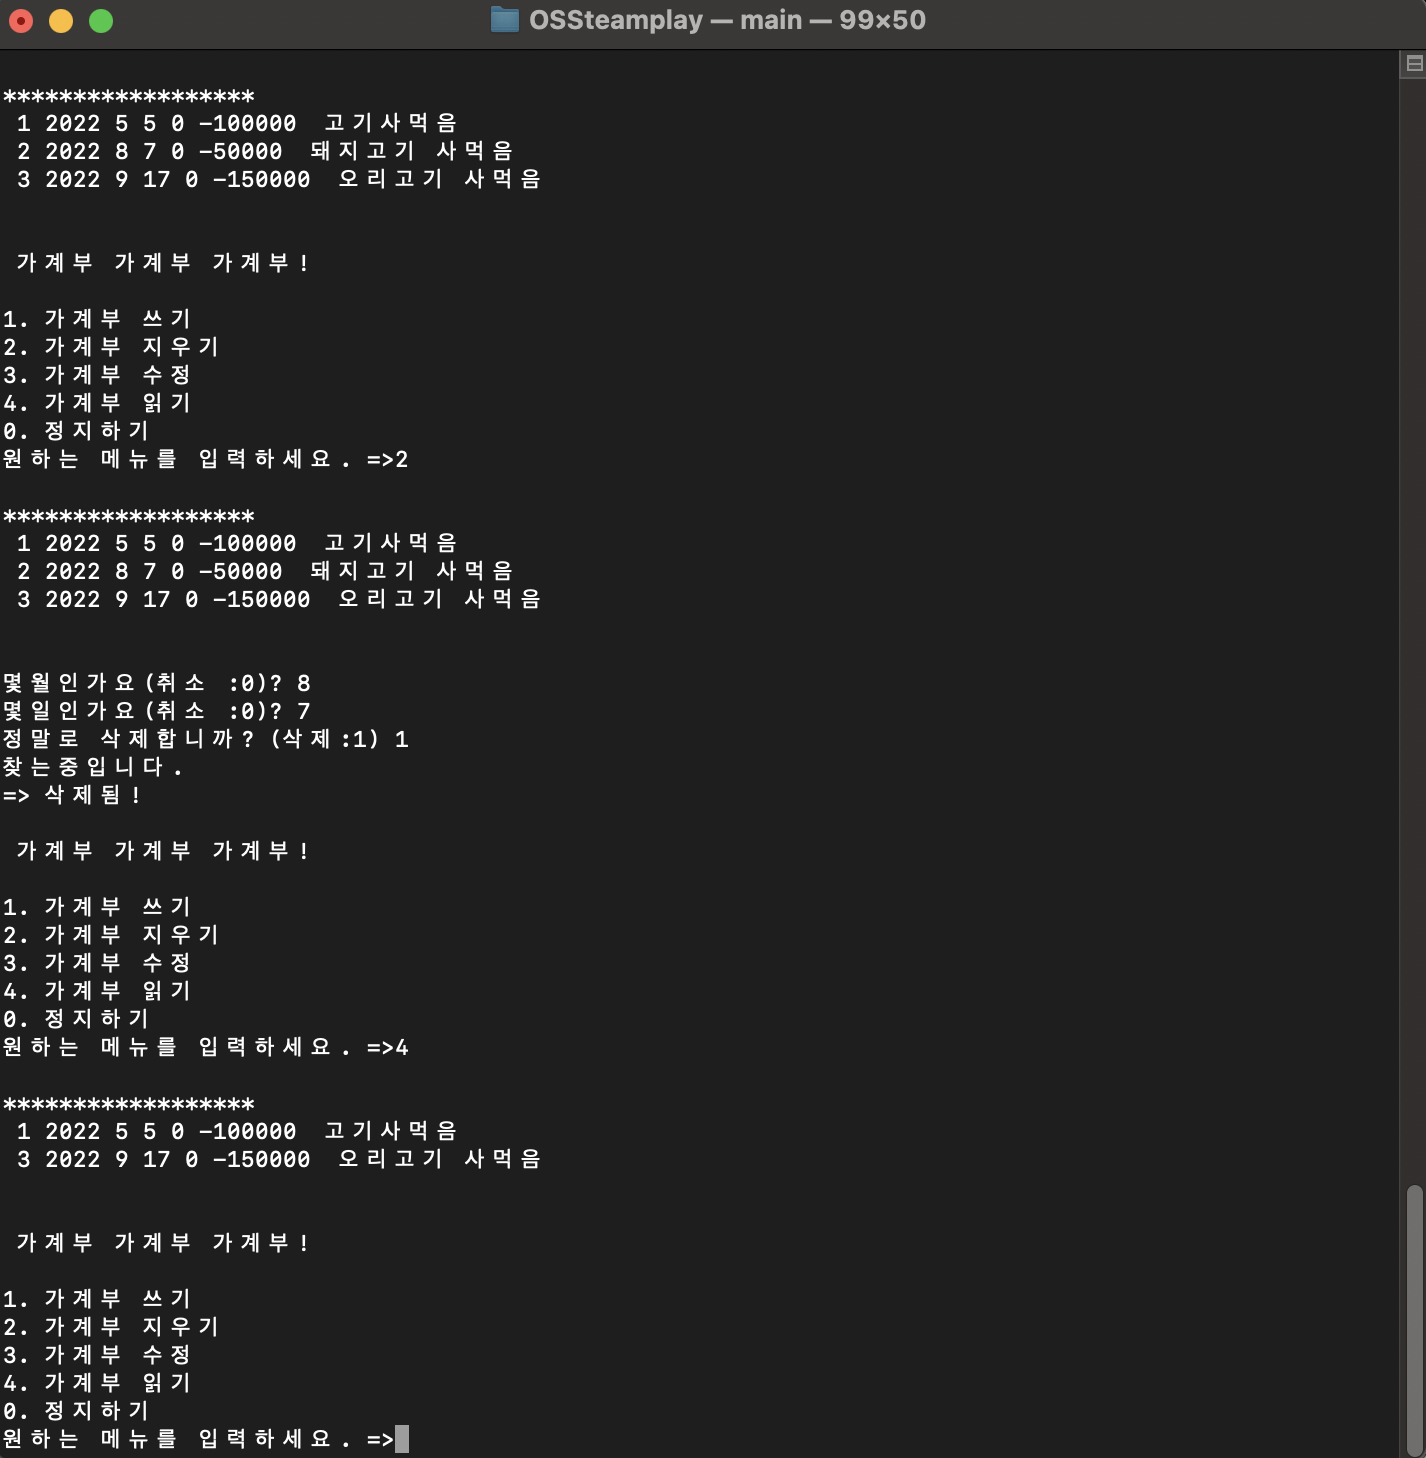 OSSteamplay — main — 99×50
******************
1 2022 5 5 0 -100000  고기사먹음
2 2022 8 7 0 -50000  돼지고기 사먹음
3 2022 9 17 0 -150000  오리고기 사먹음
가계부 가계부 가계부!
1. 가계부 쓰기
2. 가계부 지우기
3. 가계부 수정
4. 가계부 읽기
0. 정지하기
원하는 메뉴를 입력하세요. =>2
******************
1 2022 5 5 0 -100000  고기사먹음
2 2022 8 7 0 -50000  돼지고기 사먹음
3 2022 9 17 0 -150000  오리고기 사먹음
몇월인가요(취소 :0)? 8
몇일인가요(취소 :0)? 7
정말로 삭제합니까? (삭제:1) 1
찾는중입니다.
=> 삭제됨!
가계부 가계부 가계부!
1. 가계부 쓰기
2. 가계부 지우기
3. 가계부 수정
4. 가계부 읽기
0. 정지하기
원하는 메뉴를 입력하세요. =>4
******************
1 2022 5 5 0 -100000  고기사먹음
3 2022 9 17 0 -150000  오리고기 사먹음
가계부 가계부 가계부!
1. 가계부 쓰기
2. 가계부 지우기
3. 가계부 수정
4. 가계부 읽기
0. 정지하기
원하는 메뉴를 입력하세요. =>